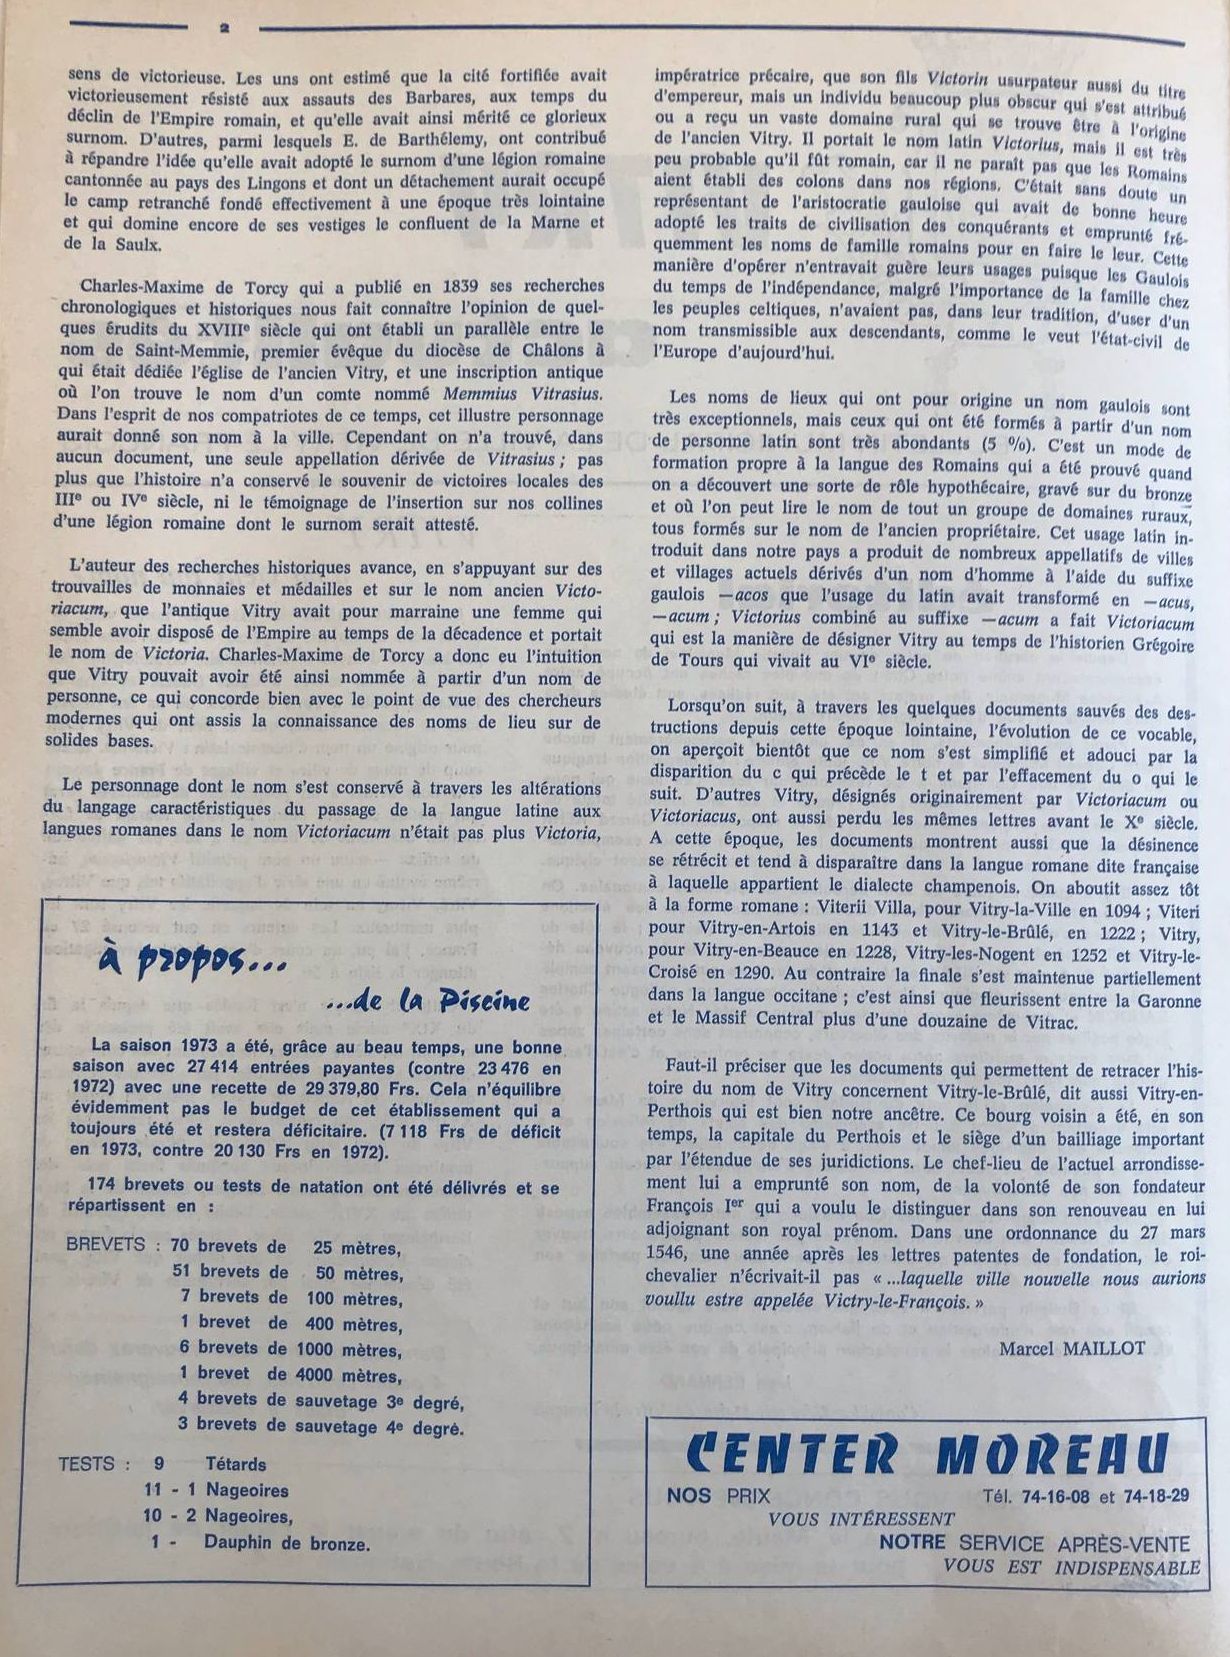 2
sens de victorieuse. Les uns ont estimé que la cité fortifiée avait
victorieusement résisté aux assauts des Barbares, aux temps du
déclin de l'Empire romain, et qu'elle avait ainsi mérité ce glorieux
surnom. D'autres, parmi lesquels E. de Barthélemy, ont contribué
à répandre l'idée qu'elle avait adopté le surnom d'une légion romaine
cantonnée au pays des Lingons et dont un détachement aurait occupé
le camp retranché fondé effectivement à une époque très lointaine
et qui domine encore de ses vestiges le confluent de la Marne et
de la Saulx.
Charles-Maxime de Torcy qui a publié en 1839 ses recherches
chronologiques et historiques nous fait connaître l'opinion de quel-
ques érudits du XVIIIe siècle qui ont établi un parallèle entre le
nom de Saint-Memmie, premier évêque du diocèse de Châlons à
qui était dédiée l'église de l'ancien Vitry, et une inscription antique
où l'on trouve le nom d'un comte nommé Memmius Vitrasius.
Dans l'esprit de nos compatriotes de ce temps, cet illustre personnage
aurait donné son nom à la ville. Cependant on n'a trouvé, dans
aucun document, une seule appellation dérivée de Vitrasius ; pas
plus que l'histoire n'a conservé le souvenir de victoires locales des
IIIe ou IVe siècle, ni le témoignage de l'insertion sur nos collines
d'une légion romaine dont le surnom serait attesté.
L'auteur des recherches historiques avance, en s'appuyant sur des
trouvailles de monnaies et médailles et sur le nom ancien Victo-
riacum, que l'antique Vitry avait pour marraine une femme qui
semble avoir disposé de l'Empire au temps de la décadence et portait
le nom de Victoria. Charles-Maxime de Torcy a donc eu l'intuition
que Vitry pouvait avoir été ainsi nommée à partir d'un nom de
personne, ce qui concorde bien avec le point de vue des chercheurs
modernes qui ont assis la connaissance des noms de lieu sur de
solides bases.
Le personnage dont le nom s'est conservé à travers les altérations
du langage caractéristiques du passage de la langue latine aux
langues romanes dans le nom Victoriacum n'était pas plus Victoria,
impératrice précaire, que son fils Victorin usurpateur aussi du titre
d'empereur, mais un individu beaucoup plus obscur qui s'est attribué
ou a reçu un vaste domaine rural qui se trouve être à l'origine
de l'ancien Vitry. Il portait le nom latin Victorius, mais il est très
peu probable qu'il fût romain, car il ne paraît pas que les Romains
aient établi des colons dans nos régions. C'était sans doute un
représentant de l'aristocratie gauloise qui avait de bonne heure
adopté les traits de civilisation des conquérants et emprunté fré-
quemment les noms de famille romains pour en faire le leur. Cette
manière d'opérer n'entravait guère leurs usages puisque les Gaulois
du temps de l'indépendance, malgré l'importance de la famille chez
les peuples celtiques, n'avaient pas, dans leur tradition, d'user d'un
nom transmissible aux descendants, comme le veut l'état-civil de
l'Europe d'aujourd'hui.
Les noms de lieux qui ont pour origine un nom gaulois sont
très exceptionnels, mais ceux qui ont été formés à partir d'un nom
de personne latin sont très abondants (5 %). C'est un mode de
formation propre à la langue des Romains qui a été prouvé quand
on a découvert une sorte de rôle hypothécaire, gravé sur du bronze
et où l'on peut lire le nom de tout un groupe de domaines ruraux,
tous formés sur le nom de l'ancien propriétaire. Cet usage latin in-
troduit dans notre pays a produit de nombreux appellatifs de villes
et villages actuels dérivés d'un nom d'homme à l'aide du suffixe
gaulois —acos que l'usage du latin avait transformé en —acus,
—acum ; Victorius combiné au suffixe —acum a fait Victoriacum
qui est la manière de désigner Vitry au temps de l'historien Grégoire
de Tours qui vivait au VIe siècle.
Lorsqu'on suit, à travers les quelques documents sauvés des des-
tructions depuis cette époque lointaine, l'évolution de ce vocable,
on aperçoit bientôt que ce nom s'est simplifié et adouci par la
disparition du c qui précède le t et par l'effacement du o qui le
suit. D'autres Vitry, désignés originairement par Victoriacum ou
Victoriacus, ont aussi perdu les mêmes lettres avant le Xe siècle.
A cette époque, les documents montrent aussi que la désinence
se rétrécit et tend à disparaître dans la langue romane dite française
à laquelle appartient le dialecte champenois. On aboutit assez tôt
à la forme romane : Viterii Villa, pour Vitry-la-Ville en 1094 ; Viteri
pour Vitry-en-Artois en 1143 et Vitry-le-Brûlé, en 1222 ; Vitry,
pour Vitry-en-Beauce en 1228, Vitry-les-Nogent en 1252 et Vitry-le-
Croisé en 1290. Au contraire la finale s'est maintenue partiellement
dans la langue occitane ; c'est ainsi que fleurissent entre la Garonne
et le Massif Central plus d'une douzaine de Vitrac.
Faut-il préciser que les documents qui permettent de retracer l'his-
toire du nom de Vitry concernent Vitry-le-Brûlé, dit aussi Vitry-en-
Perthois qui est bien notre ancêtre. Ce bourg voisin a été, en son
temps, la capitale du Perthois et le siège d'un bailliage important
par l'étendue de ses juridictions. Le chef-lieu de l'actuel arrondisse-
ment lui a emprunté son nom, de la volonté de son fondateur
François Ier qui a voulu le distinguer dans son renouveau en lui
adjoignant son royal prénom. Dans une ordonnance du 27 mars
1546, une année après les lettres patentes de fondation, le roi-
chevalier n'écrivait-il pas « ...laquelle ville nouvelle nous aurions
voullu estre appelée Victry-le-François. »
Marcel MAILLOT
à propos...
...de la Piscine
La saison 1973 a été, grâce au beau temps, une bonne
saison avec 27 414 entrées payantes (contre 23 476 en
1972) avec une recette de 29 379,80 Frs. Cela n'équilibre
évidemment pas le budget de cet établissement qui a
toujours été et restera déficitaire. (7 118 Frs de déficit
en 1973, contre 20 130 Frs en 1972).
174 brevets ou tests de natation ont été délivrés et se
répartissent en :
BREVETS : 70 brevets de 25 mètres,
51 brevets de 50 mètres,
7 brevets de 100 mètres,
1 brevet de 400 mètres,
6 brevets de 1000 mètres,
1 brevet de 4000 mètres,
4 brevets de sauvetage 3e degré,
3 brevets de sauvetage 4e degré.
TESTS : 9 Tétards
11 - 1 Nageoires
10 - 2 Nageoires,
1 - Dauphin de bronze.
CENTER MOREAU
NOS PRIX Tél. 74-16-08 et 74-18-29
VOUS INTÉRESSENT
NOTRE SERVICE APRÈS-VENTE
VOUS EST INDISPENSABLE